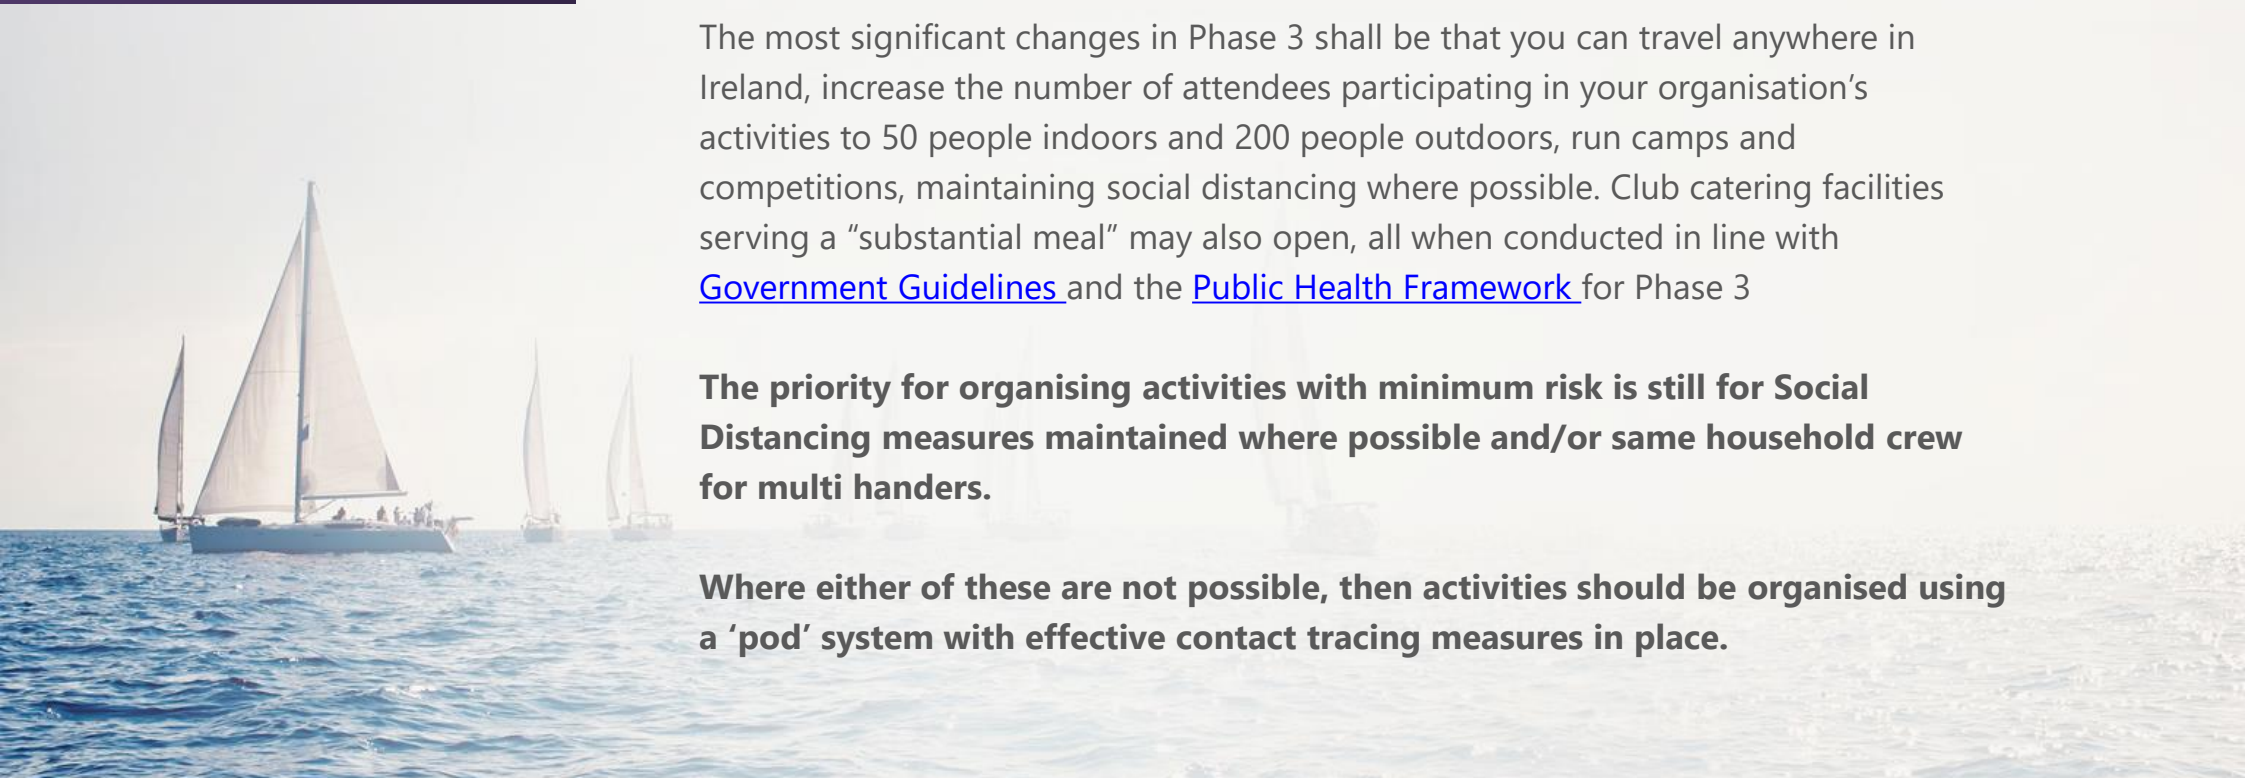 The most significant changes in Phase 3 shall be that you can travel anywhere in
Ireland, increase the number of attendees participating in your organisation’s
activities to 50 people indoors and 200 people outdoors, run camps and
competitions, maintaining social distancing where possible. Club catering facilities
serving a “substantial meal” may also open, all when conducted in line with
Government Guidelines and the Public Health Framework for Phase 3
The priority for organising activities with minimum risk is still for Social
Distancing measures maintained where possible and/or same household crew
for multi handers.
Where either of these are not possible, then activities should be organised using
a ‘pod’ system with effective contact tracing measures in place.